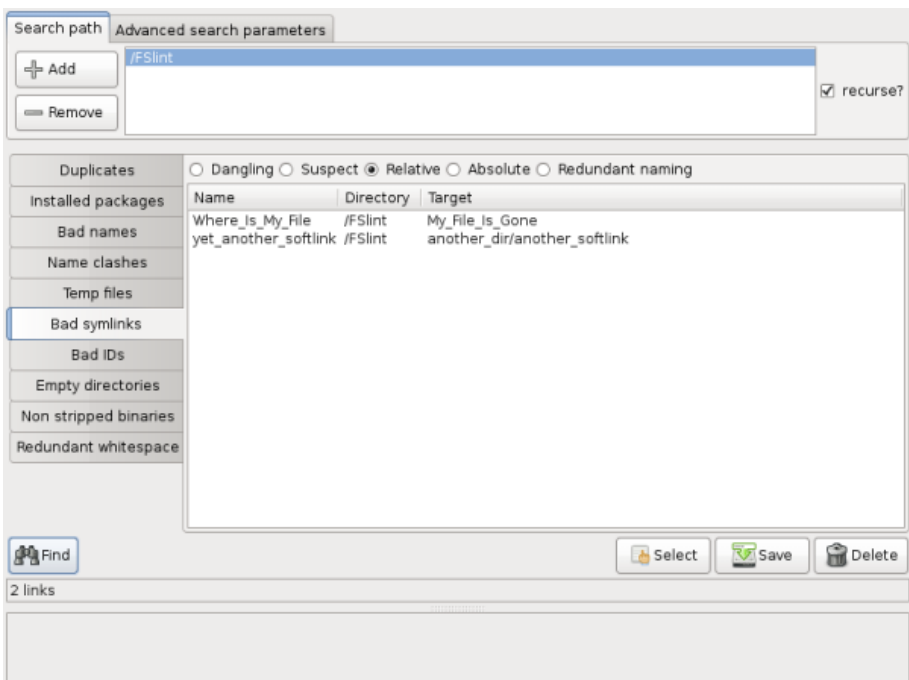 Search path Advanced search parameters
/FSlint
Add
recurse?
Remove
Duplicates
Dangling Suspect Relative Absolute Redundant naming
Installed packages
Name Directory Target
Where_Is_My_File /FSlint My_File_Is_Gone
yet_another_softlink /FSlint another_dir/another_softlink
Bad names
Name clashes
Temp files
Bad symlinks
Bad IDs
Empty directories
Non stripped binaries
Redundant whitespace
Find Select Save Delete
2 links